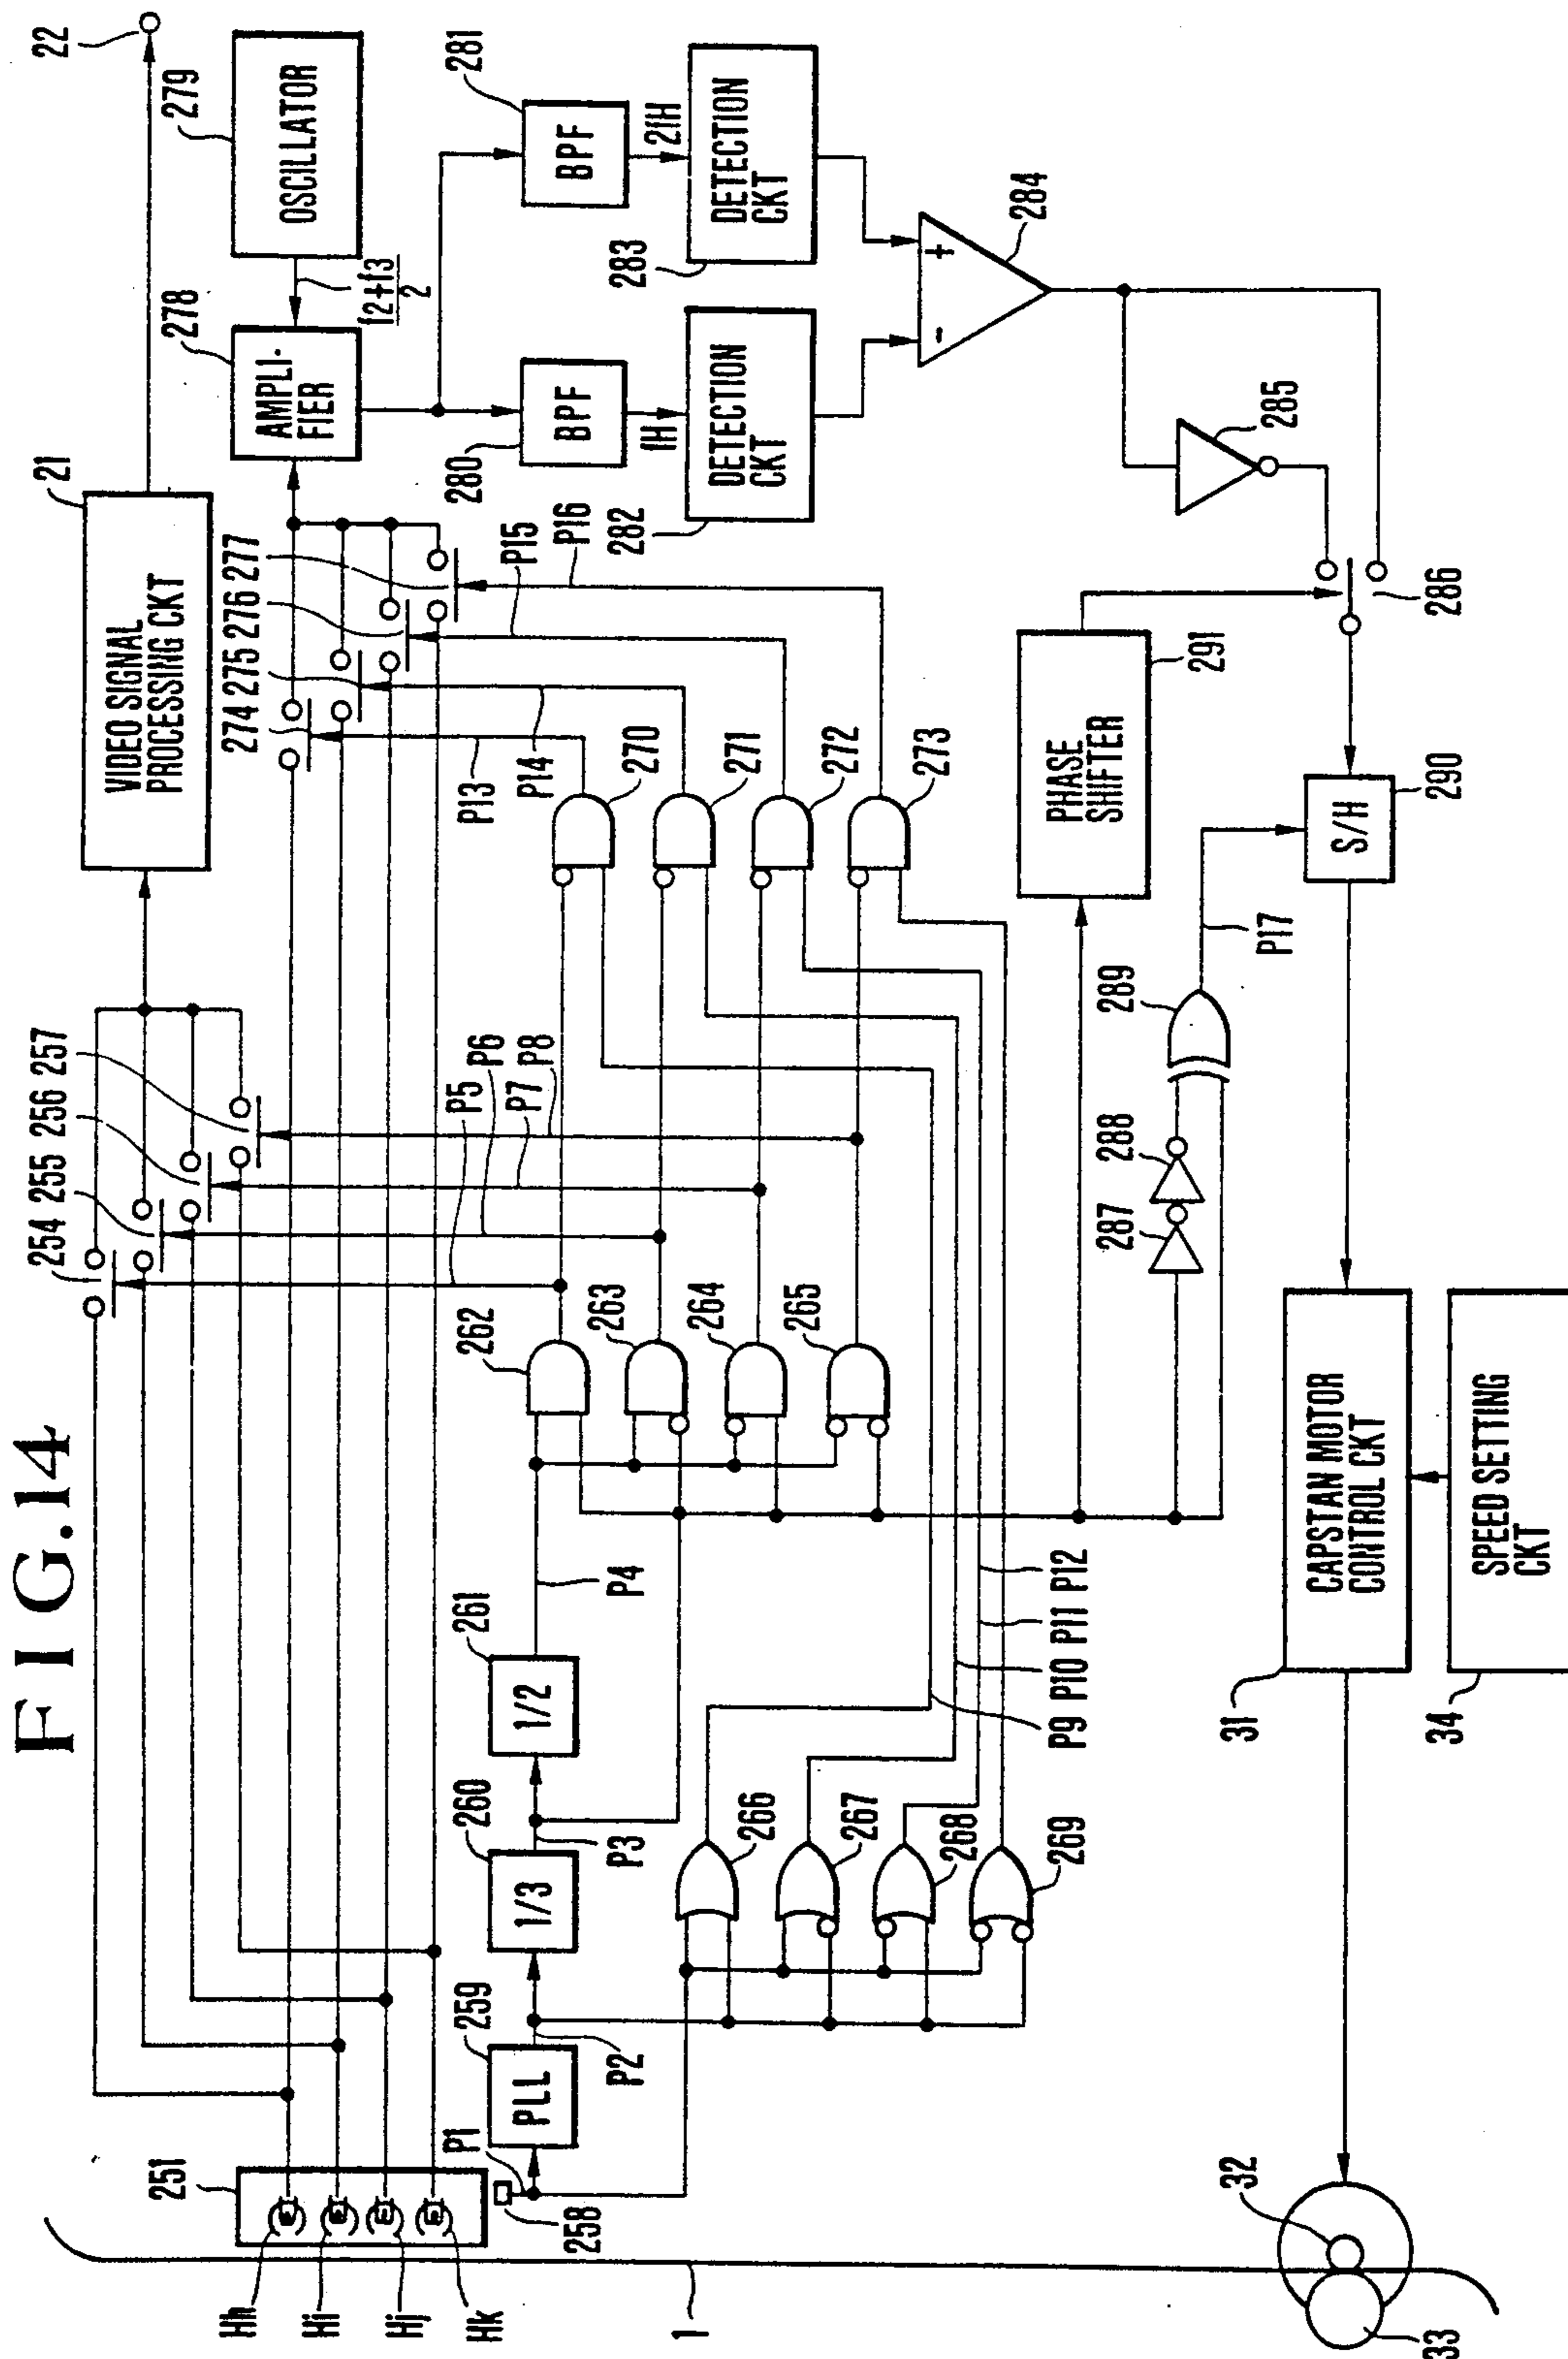 FIG.14
251
Hh
Hi
Hj
Hk
258
1
P1
PLL
259
P2
1/3
260
P3
1/2
261
P4
254
255
256
257
P5
P6
P7
P8
262
263
264
265
266
267
268
269
P9
P10
P11
P12
VIDEO SIGNAL
PROCESSING CKT
21
22
274
275
276
277
P13
P14
P15
P16
270
271
272
273
AMPLI-
FIER
278
OSCILLATOR
279
f2+f3
2
BPF
280
fH
BPF
281
2fH
DETECTION
CKT
282
DETECTION
CKT
283
-
+
284
285
286
PHASE
SHIFTER
291
287
288
289
P17
S/H
290
CAPSTAN MOTOR
CONTROL CKT
31
SPEED SETTING
CKT
34
32
33